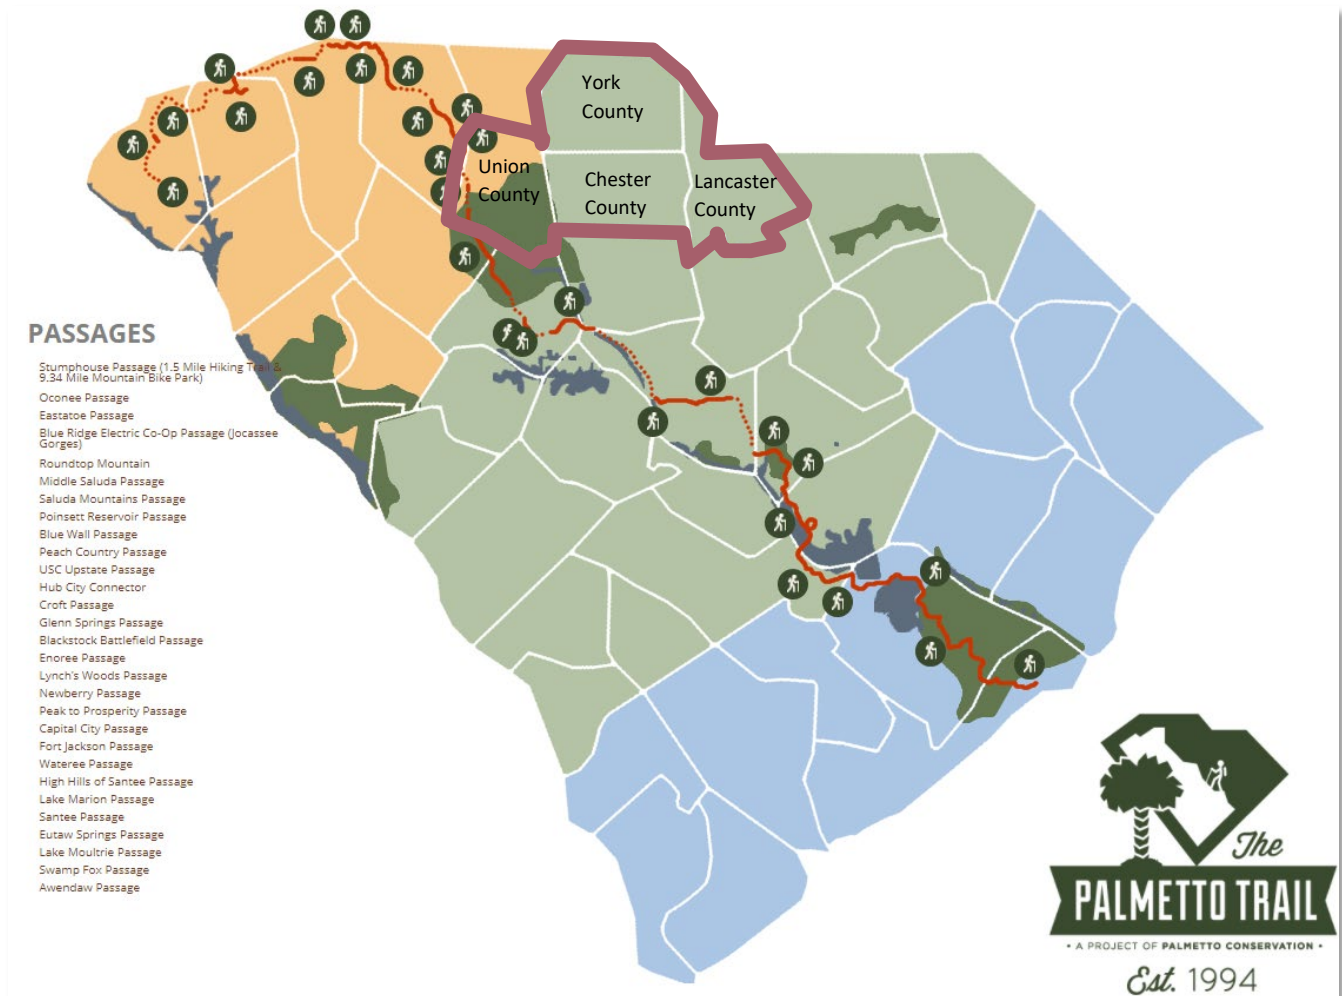 York
County
Union
County
Chester
County
Lancaster
County
PASSAGES
Stumphouse Passage (1.5 Mile Hiking Trail &
9.34 Mile Mountain Bike Park)
Oconee Passage
Eastatoe Passage
Blue Ridge Electric Co-Op Passage (Jocassee
Gorges)
Roundtop Mountain
Middle Saluda Passage
Saluda Mountains Passage
Poinsett Reservoir Passage
Blue Wall Passage
Peach Country Passage
USC Upstate Passage
Hub City Connector
Croft Passage
Glenn Springs Passage
Blackstock Battlefield Passage
Enoree Passage
Lynch's Woods Passage
Newberry Passage
Peak to Prosperity Passage
Capital City Passage
Fort Jackson Passage
Wateree Passage
High Hills of Santee Passage
Lake Marion Passage
Santee Passage
Eutaw Springs Passage
Lake Moultrie Passage
Swamp Fox Passage
Awendaw Passage
The
PALMETTO TRAIL
• A PROJECT OF PALMETTO CONSERVATION •
Est. 1994